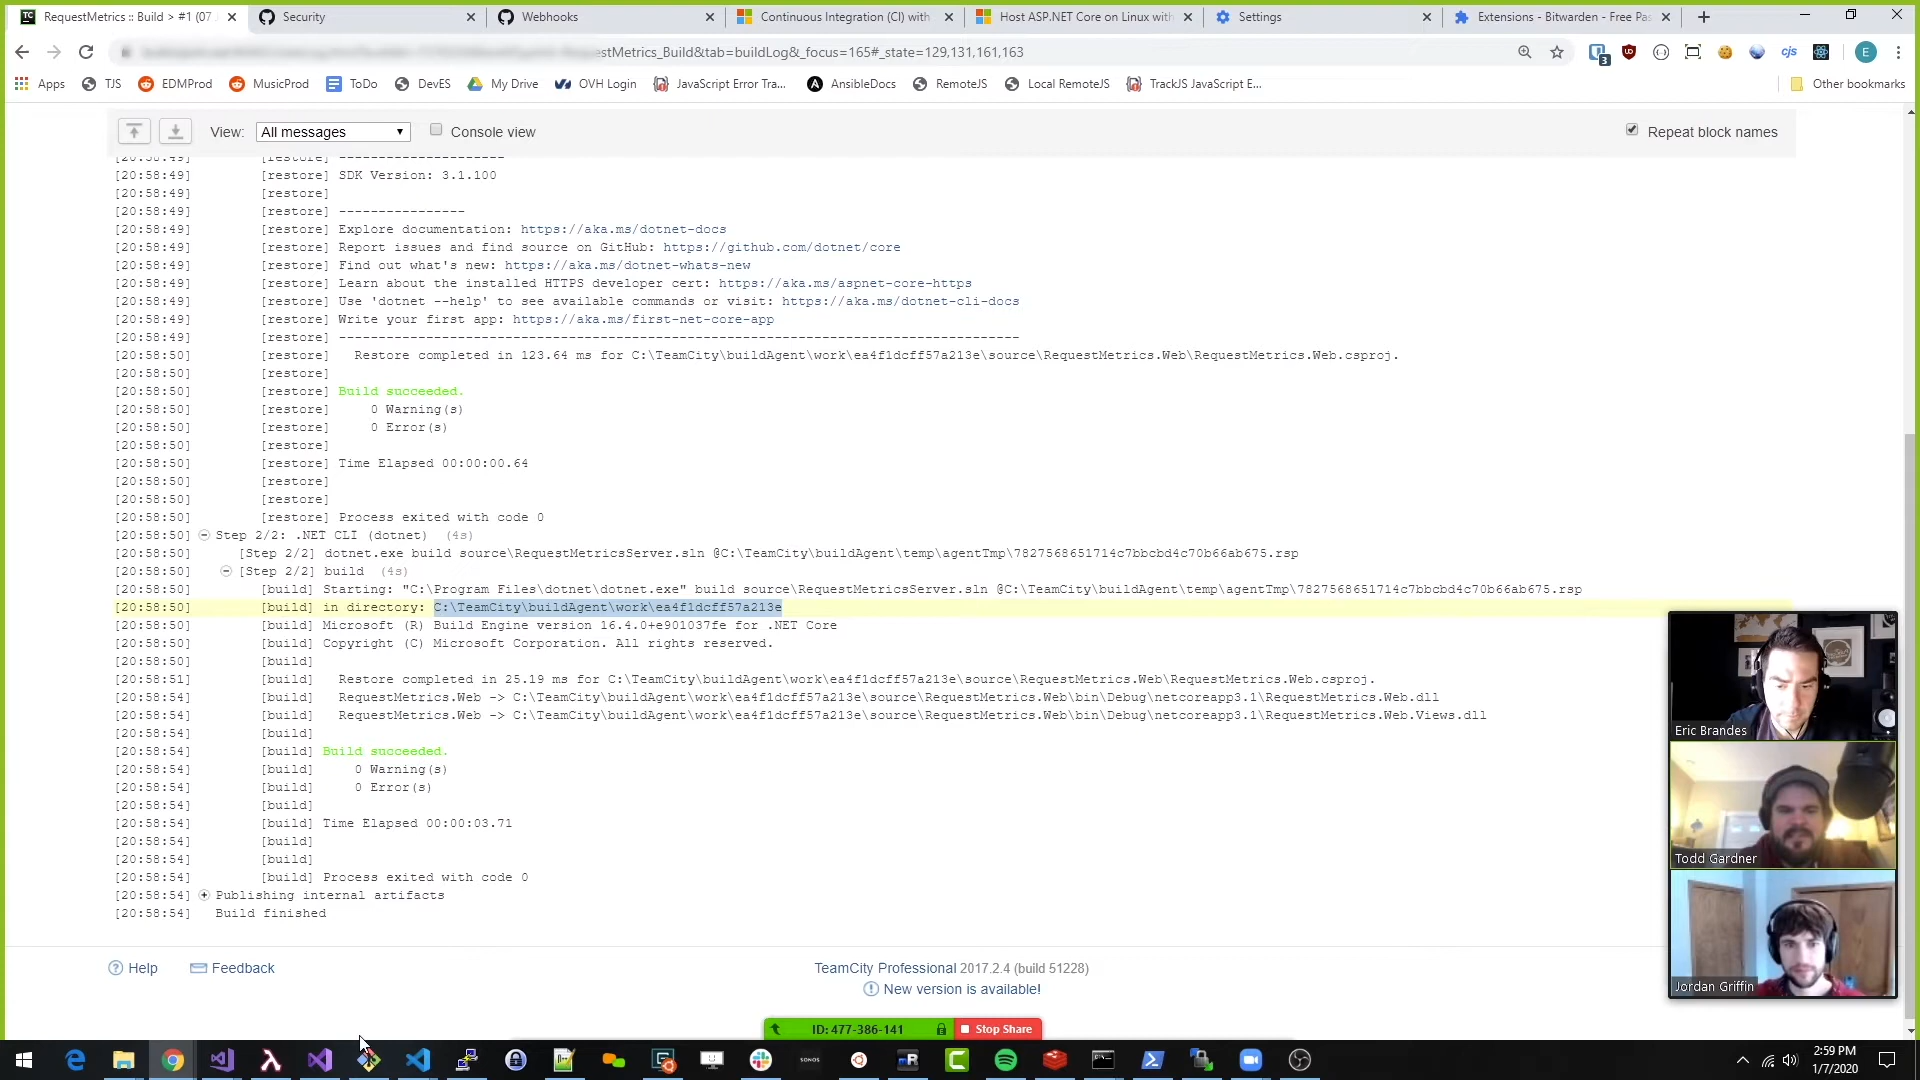 RequestMetrics :: Build > #1 (07
Security
Webhooks
Continuous Integration (CI) with
Host ASP.NET Core on Linux with
Settings
Extensions - Bitwarden - Free Pas
estMetrics_Build&tab=buildLog&_focus=165#_state=129,131,161,163
Apps
TJS
EDMProd
MusicProd
ToDo
DevES
My Drive
OVH Login
JavaScript Error Tra...
AnsibleDocs
RemoteJS
Local RemoteJS
TrackJS JavaScript E...
Other bookmarks
View: All messages
Console view
Repeat block names
[20:58:49] [restore] ---------------------
[20:58:49] [restore] SDK Version: 3.1.100
[20:58:49] [restore]
[20:58:49] [restore] ----------------
[20:58:49] [restore] Explore documentation: https://aka.ms/dotnet-docs
[20:58:49] [restore] Report issues and find source on GitHub: https://github.com/dotnet/core
[20:58:49] [restore] Find out what's new: https://aka.ms/dotnet-whats-new
[20:58:49] [restore] Learn about the installed HTTPS developer cert: https://aka.ms/aspnet-core-https
[20:58:49] [restore] Use 'dotnet --help' to see available commands or visit: https://aka.ms/dotnet-cli-docs
[20:58:49] [restore] Write your first app: https://aka.ms/first-net-core-app
[20:58:49] [restore] --------------------------------------------------------------------------------------
[20:58:50] [restore] Restore completed in 123.64 ms for C:\TeamCity\buildAgent\work\ea4f1dcff57a213e\source\RequestMetrics.Web\RequestMetrics.Web.csproj.
[20:58:50] [restore]
[20:58:50] [restore] Build succeeded.
[20:58:50] [restore] 0 Warning(s)
[20:58:50] [restore] 0 Error(s)
[20:58:50] [restore]
[20:58:50] [restore] Time Elapsed 00:00:00.64
[20:58:50] [restore]
[20:58:50] [restore]
[20:58:50] [restore] Process exited with code 0
[20:58:50] Step 2/2: .NET CLI (dotnet) (4s)
[20:58:50] [Step 2/2] dotnet.exe build source\RequestMetricsServer.sln @C:\TeamCity\buildAgent\temp\agentTmp\7827568651714c7bbcbd4c70b66ab675.rsp
[20:58:50] [Step 2/2] build (4s)
[20:58:50] [build] Starting: "C:\Program Files\dotnet\dotnet.exe" build source\RequestMetricsServer.sln @C:\TeamCity\buildAgent\temp\agentTmp\7827568651714c7bbcbd4c70b66ab675.rsp
[20:58:50] [build] in directory: C:\TeamCity\buildAgent\work\ea4f1dcff57a213e
[20:58:50] [build] Microsoft (R) Build Engine version 16.4.0+e901037fe for .NET Core
[20:58:50] [build] Copyright (C) Microsoft Corporation. All rights reserved.
[20:58:50] [build]
[20:58:51] [build] Restore completed in 25.19 ms for C:\TeamCity\buildAgent\work\ea4f1dcff57a213e\source\RequestMetrics.Web\RequestMetrics.Web.csproj.
[20:58:54] [build] RequestMetrics.Web -> C:\TeamCity\buildAgent\work\ea4f1dcff57a213e\source\RequestMetrics.Web\bin\Debug\netcoreapp3.1\RequestMetrics.Web.dll
[20:58:54] [build] RequestMetrics.Web -> C:\TeamCity\buildAgent\work\ea4f1dcff57a213e\source\RequestMetrics.Web\bin\Debug\netcoreapp3.1\RequestMetrics.Web.Views.dll
[20:58:54] [build]
[20:58:54] [build] Build succeeded.
[20:58:54] [build] 0 Warning(s)
[20:58:54] [build] 0 Error(s)
[20:58:54] [build]
[20:58:54] [build] Time Elapsed 00:00:03.71
[20:58:54] [build]
[20:58:54] [build]
[20:58:54] [build] Process exited with code 0
[20:58:54] Publishing internal artifacts
[20:58:54] Build finished
Eric Brandes
Todd Gardner
Jordan Griffin
Help
Feedback
TeamCity Professional 2017.2.4 (build 51228)
New version is available!
ID: 477-386-141
Stop Share
2:59 PM
1/7/2020